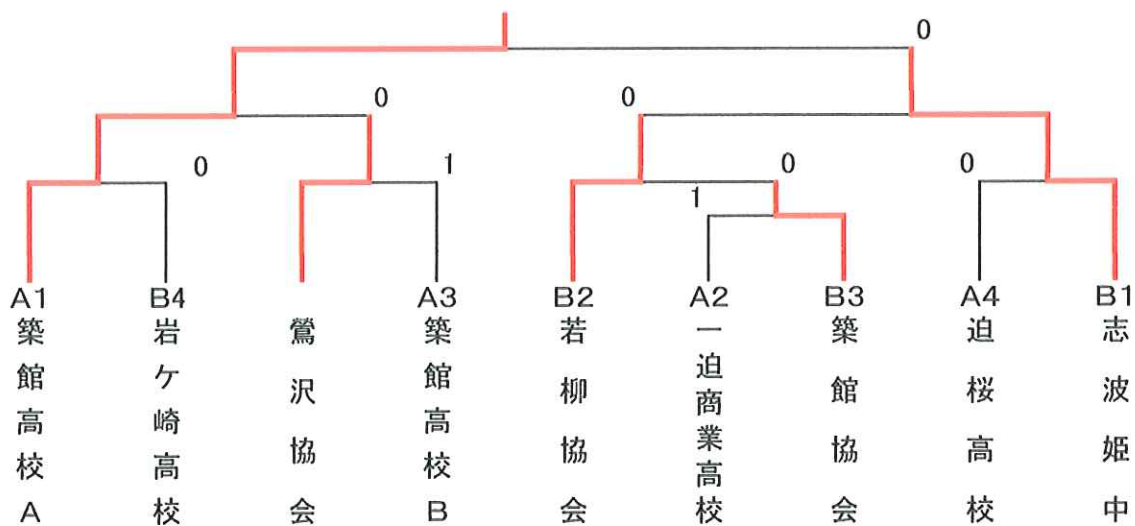 0
0
0
0
1
0
0
1
A1
B4
A3
B2
A2
B3
A4
B1
築館高校A
岩ケ崎高校
鶯沢協会
築館高校B
若柳協会
一迫商業高校
築館協会
迫桜高校
志波姫中